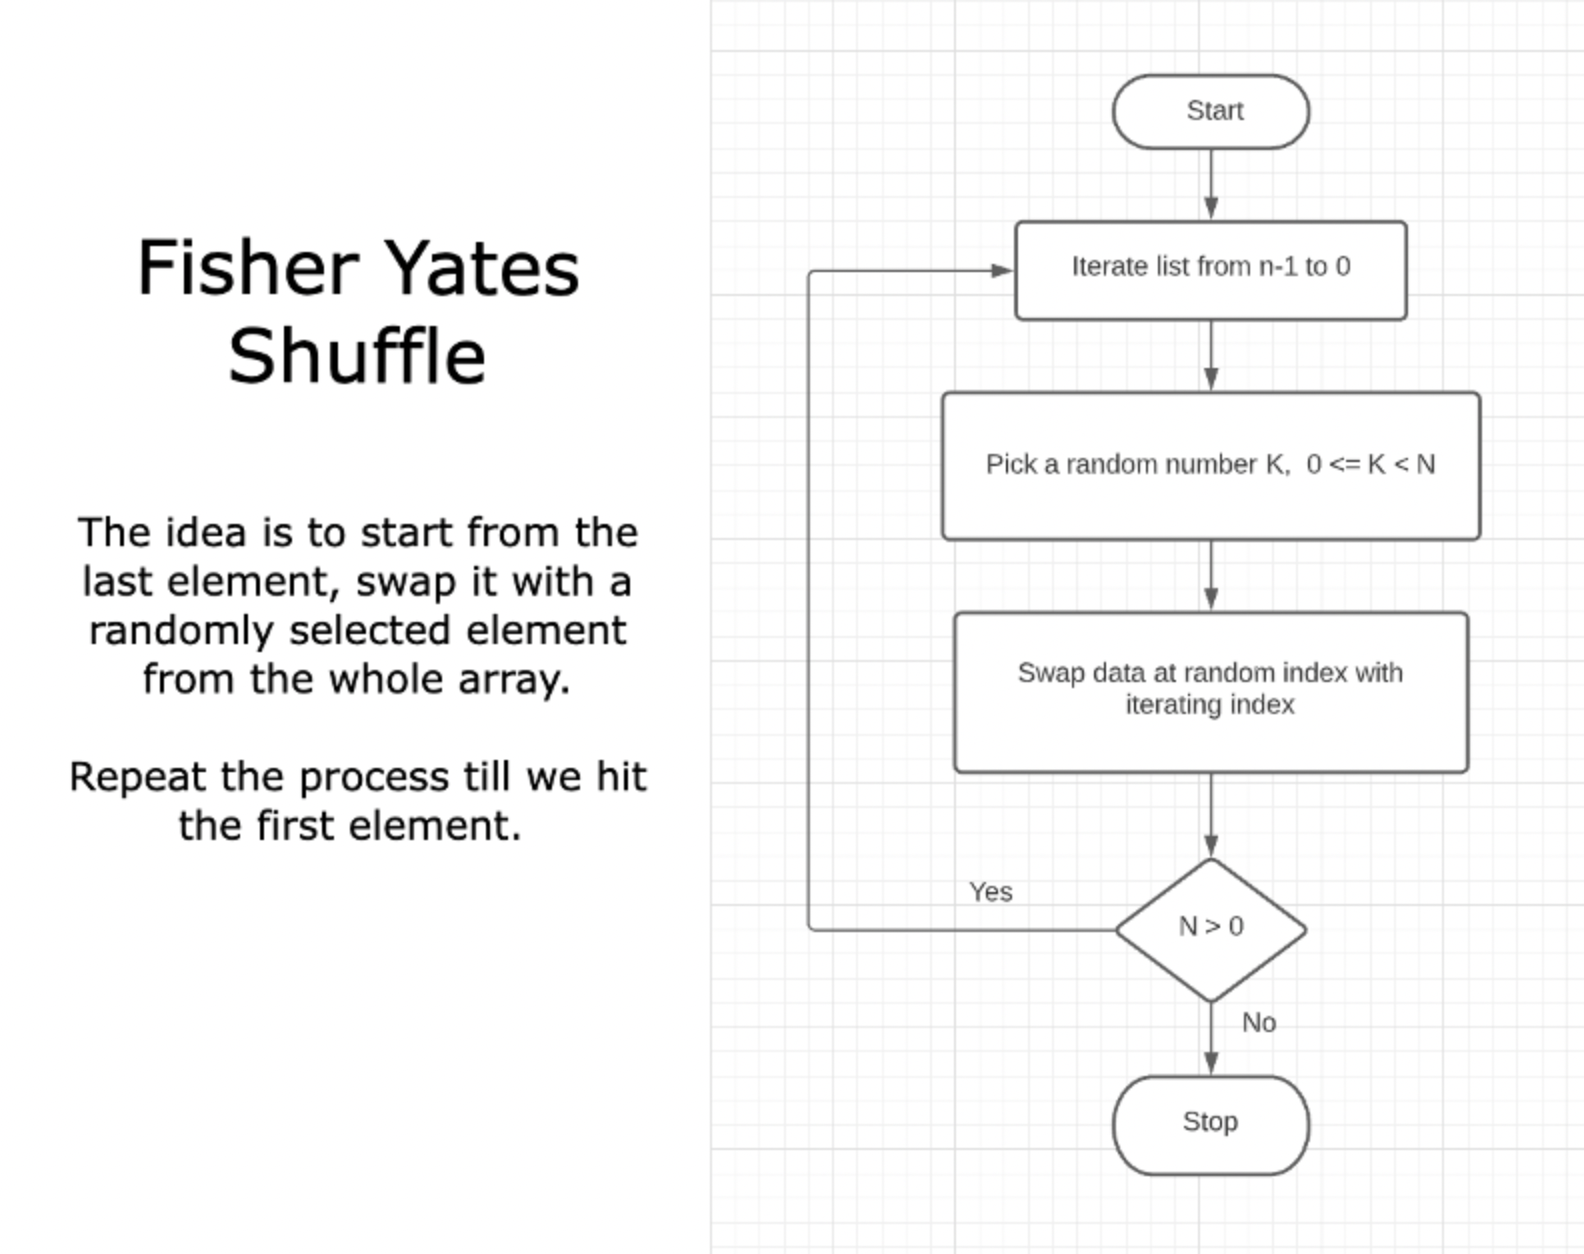 Fisher Yates
Shuffle
The idea is to start from the
last element, swap it with a
randomly selected element
from the whole array.
Repeat the process till we hit
the first element.
Start
Iterate list from n-1 to 0
Pick a random number K,  0 <= K < N
Swap data at random index with
iterating index
Yes
N > 0
No
Stop